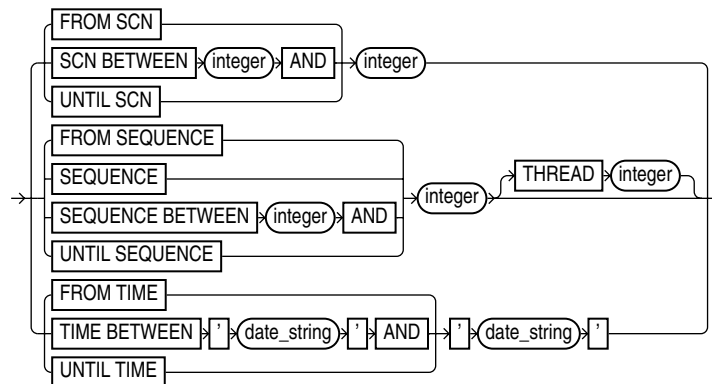 FROM SCN
SCN BETWEEN integer AND integer
UNTIL SCN
FROM SEQUENCE
SEQUENCE
SEQUENCE BETWEEN integer AND integer THREAD integer
UNTIL SEQUENCE
FROM TIME
TIME BETWEEN ' date_string ' AND ' date_string '
UNTIL TIME